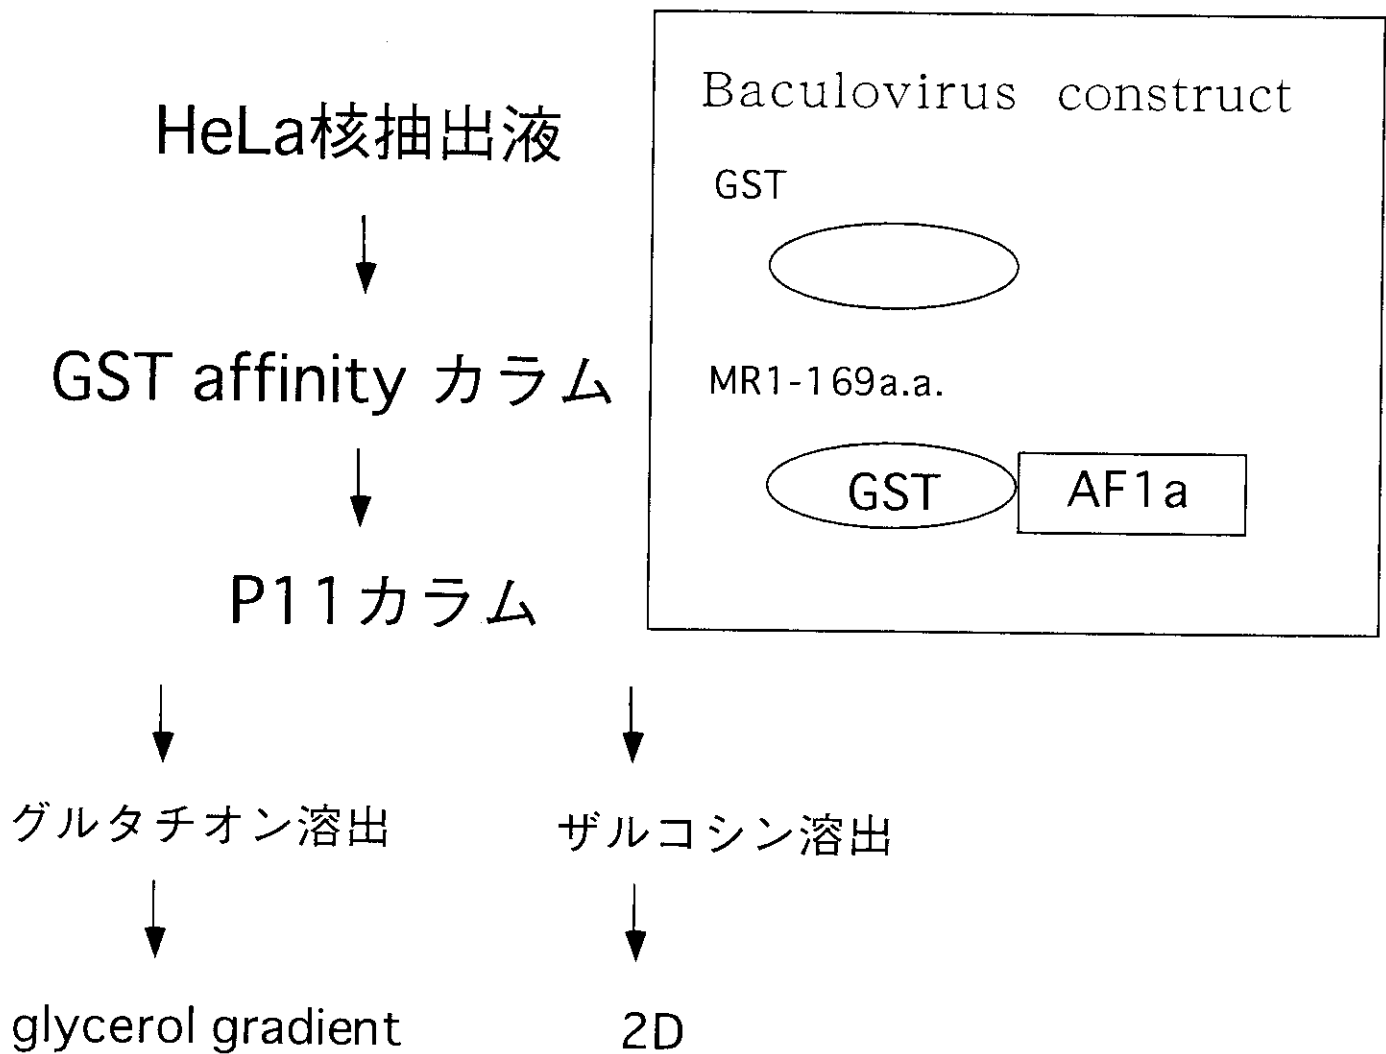 HeLa核抽出液
GST affinity カラム
P11カラム
グルタチオン溶出
ザルコシン溶出
glycerol gradient
2D
Baculovirus construct
GST
MR1-169a.a.
GST
AF1a